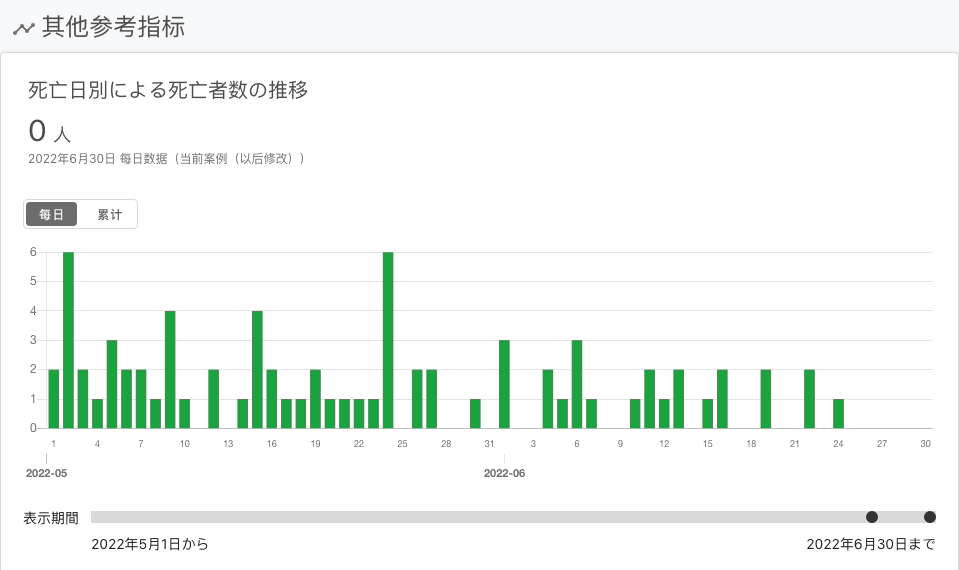 其他参考指标
死亡日別による死亡者数の推移
0 人
2022年6月30日 每日数据（当前案例（以后修改））
每日 累计
6
5
4
3
2
1
0
1 4 7 10 13 16 19 22 25 28 31 3 6 9 12 15 18 21 24 27 30
2022-05 2022-06
表示期間
2022年5月1日から 2022年6月30日まで